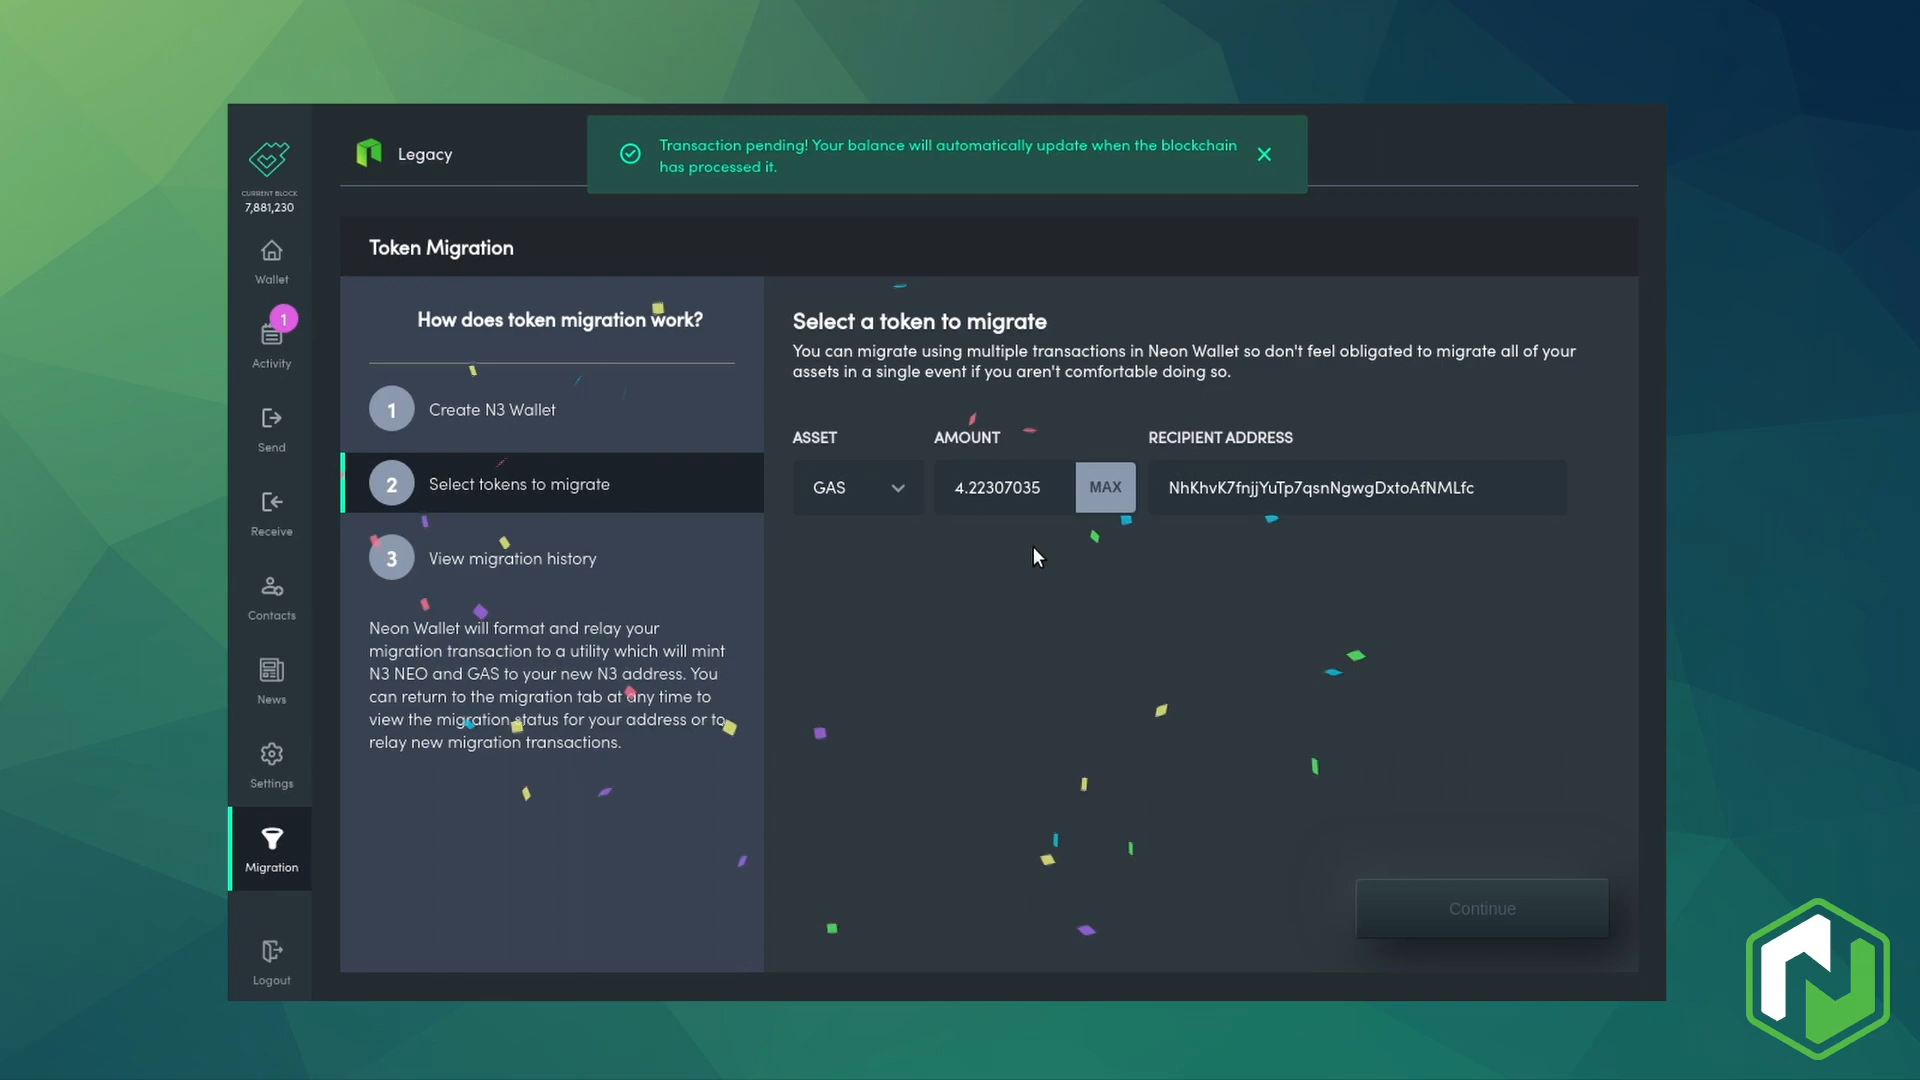 CURRENT BLOCK
7,881,230
Wallet
1
Activity
Send
Receive
Contacts
News
Settings
Migration
Logout
Legacy
Transaction pending! Your balance will automatically update when the blockchain
has processed it.
Token Migration
How does token migration work?
1 Create N3 Wallet
2 Select tokens to migrate
3 View migration history
Neon Wallet will format and relay your
migration transaction to a utility which will mint
N3 NEO and GAS to your new N3 address. You
can return to the migration tab at any time to
view the migration status for your address or to
relay new migration transactions.
Select a token to migrate
You can migrate using multiple transactions in Neon Wallet so don't feel obligated to migrate all of your
assets in a single event if you aren't comfortable doing so.
ASSET AMOUNT RECIPIENT ADDRESS
GAS 4.22307035 MAX NhKhvK7fnjjYuTp7qsnNgwgDxtoAfNMLfc
Continue